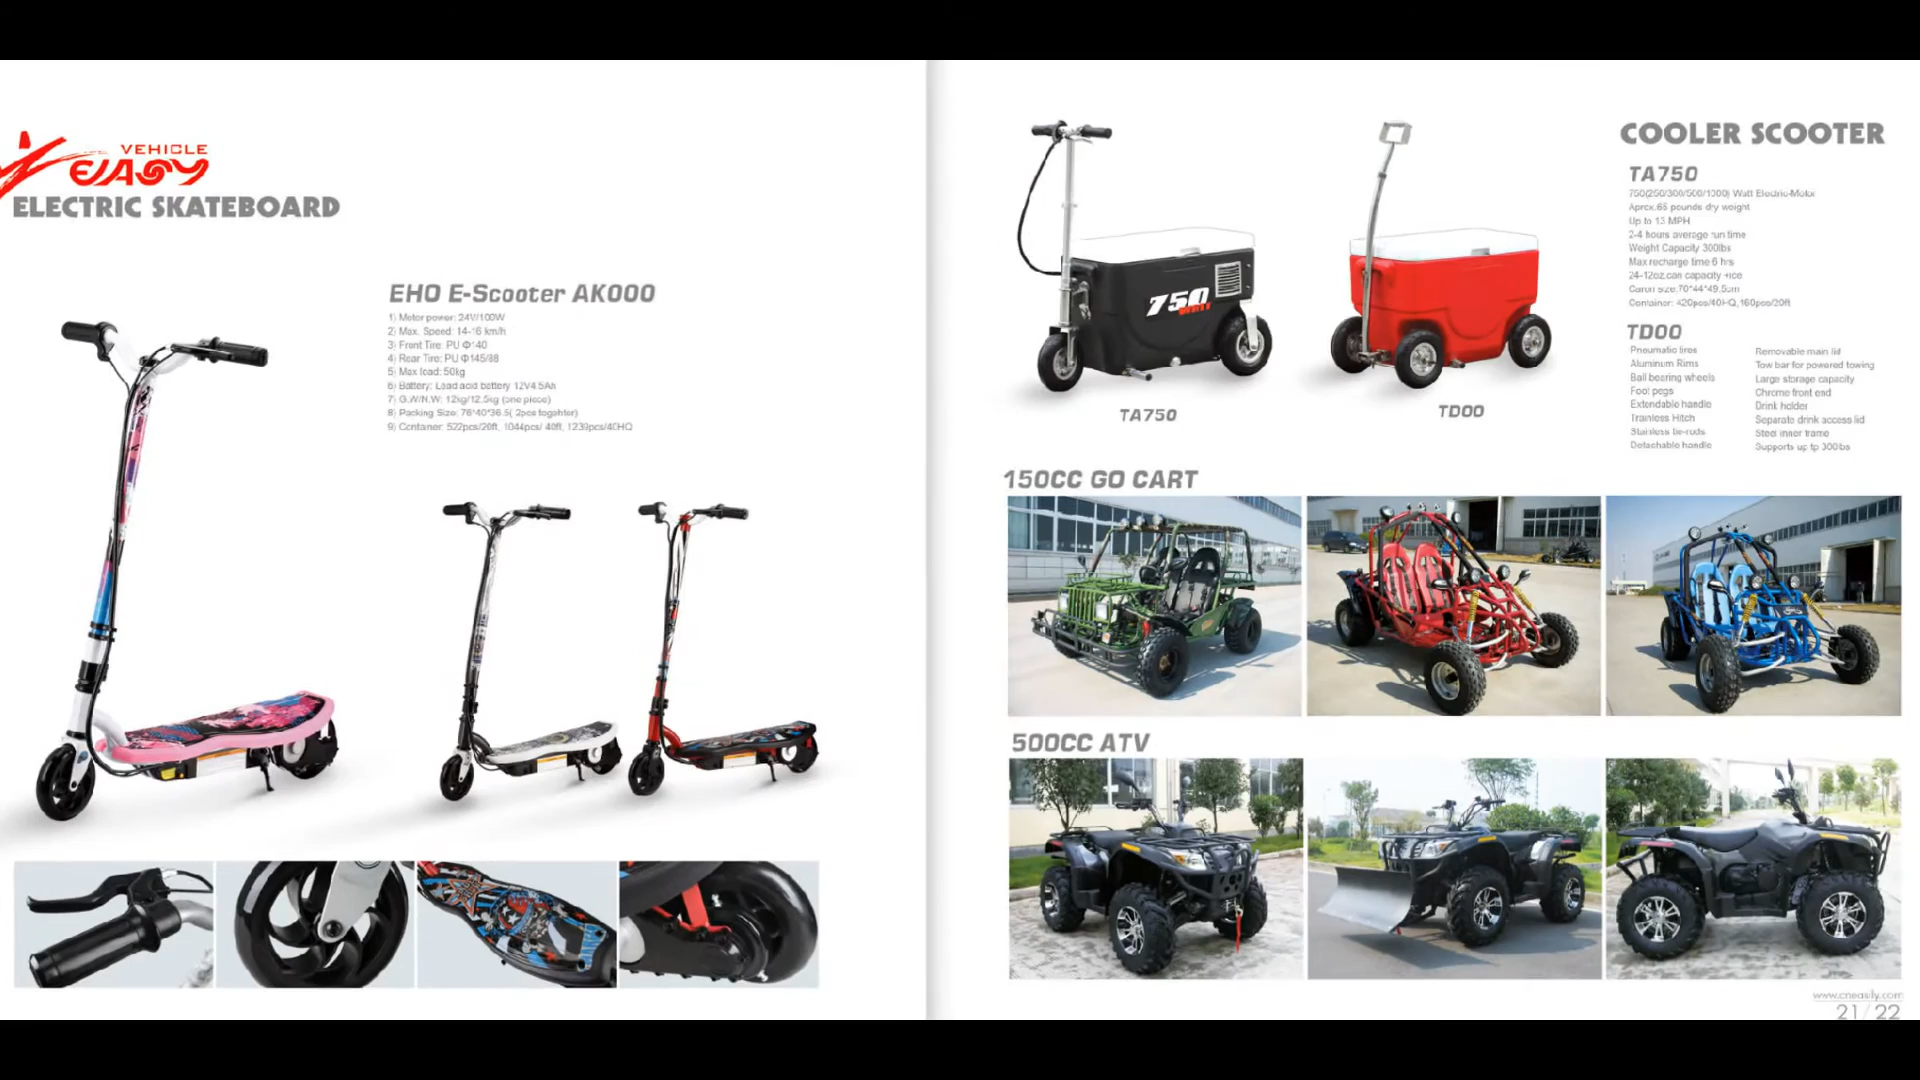 VEHICLE
EASY
ELECTRIC SKATEBOARD
EHO E-Scooter AK000
1) Motor power: 24V/100W
2) Max. Speed: 14-16 km/h
3) Front Tire: PU Φ140
4) Rear Tire: PU Φ145/88
5) Max load: 50kg
6) Battery: Load acid battery 12V4.5Ah
7) G.W/N.W: 12kg/12.5kg (one piece)
8) Packing Size: 76*40*36.5( 2pcs togehter)
9) Container: 522pcs/20ft, 1044pcs/ 40ft, 1239pcs/40HQ
750
WATT
TA750
TD00
COOLER SCOOTER
TA750
750(250/300/500/1000) Watt Electric-Motor
Aprox.65 pounds dry weight
Up to 13 MPH
2-4 hours average run time
Weight Capacity 300lbs
Max recharge time 6 hrs
24-12oz.can capacity +ice
Caron size:70*44*49.5cm
Container: 420pcs/40HQ,160pcs/20ft
TD00
Pneumatic tires
Aluminum Rims
Ball bearing wheels
Foot pegs
Extendable handle
Trainless Hitch
Stainless tie-rods
Detachable handle
Removable main lid
Tow bar for powered towing
Large storage capacity
Chrome front end
Drink holder
Separate drink access lid
Steel inner frame
Supports up tp 300lbs
150CC GO CART
500CC ATV
www.cneasily.com
21/22